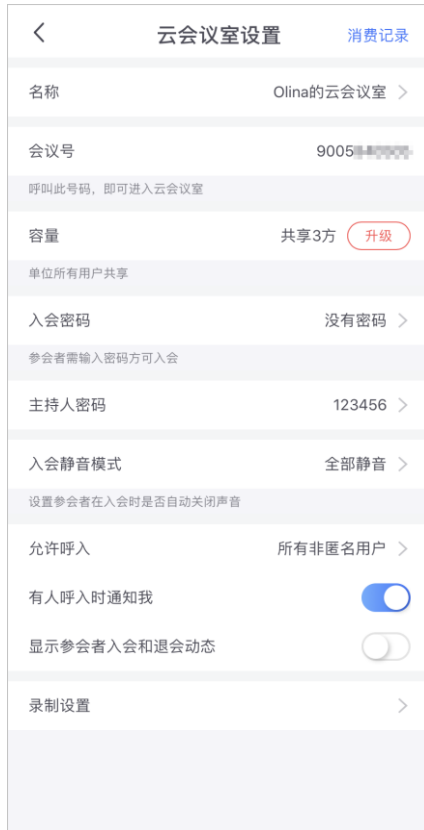 云会议室设置
消费记录
名称
Olina的云会议室
会议号
9005
呼叫此号码，即可进入云会议室
容量
共享3方
升级
单位所有用户共享
入会密码
没有密码
参会者需输入密码方可入会
主持人密码
123456
入会静音模式
全部静音
设置参会者在入会时是否自动关闭声音
允许呼入
所有非匿名用户
有人呼入时通知我
显示参会者入会和退会动态
录制设置